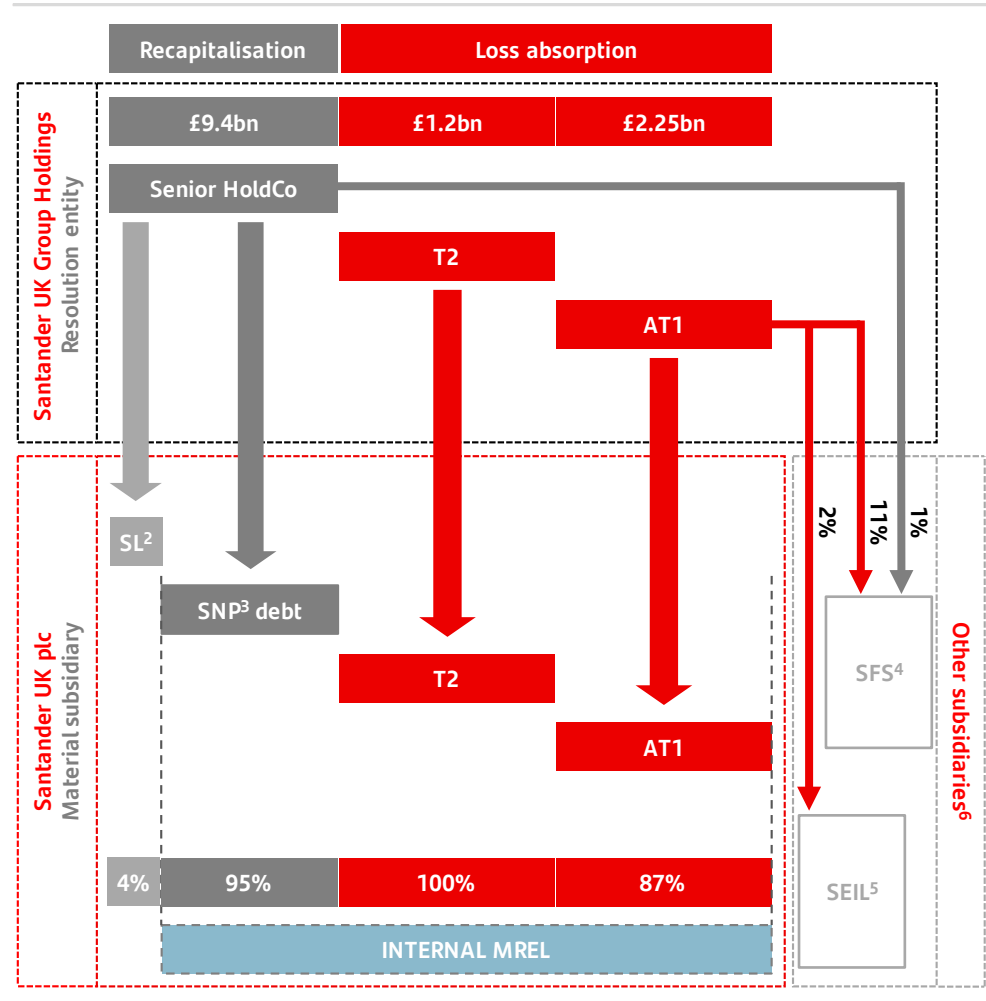 Recapitalisation
Loss absorption
Santander UK Group Holdings
Resolution entity
£9.4bn
£1.2bn
£2.25bn
Senior HoldCo
T2
AT1
Santander UK plc
Material subsidiary
SL²
SNP³ debt
T2
AT1
4%
95%
100%
87%
INTERNAL MREL
2%
11%
1%
SFS⁴
SEIL⁵
Other subsidiaries⁶